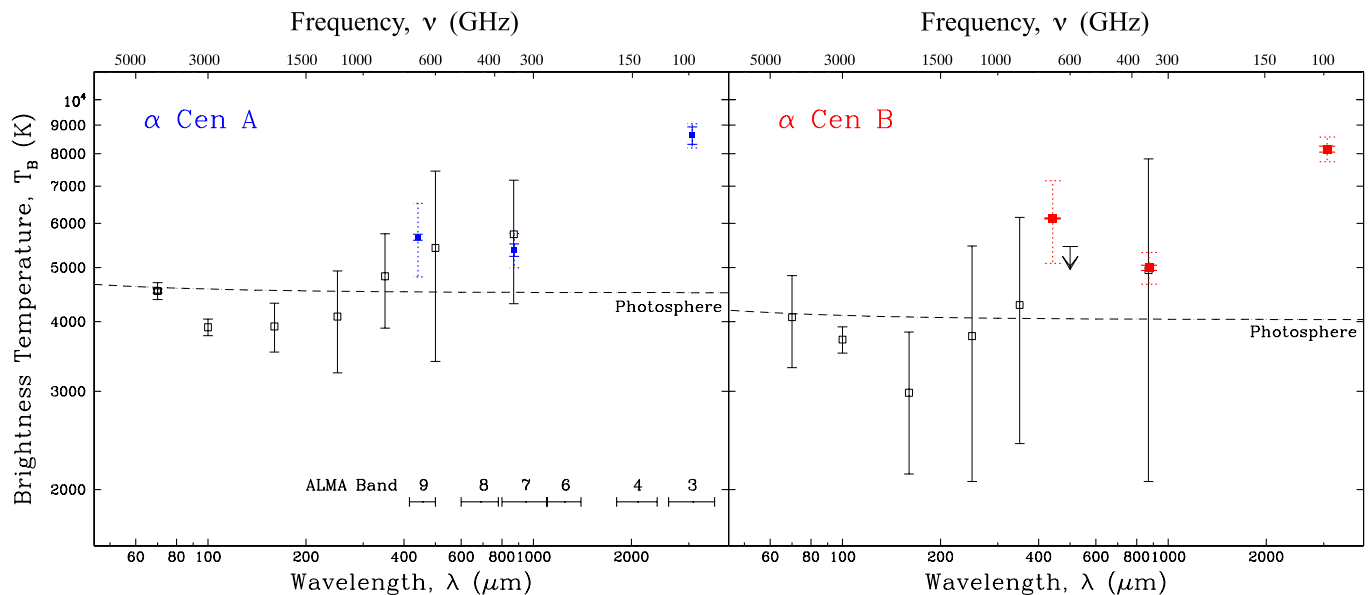 Frequency, ν (GHz) Frequency, ν (GHz)
5000 3000 1500 1000 600 400 300 150 100 5000 3000 1500 1000 600 400 300 150 100
α Cen A α Cen B
10⁴
9000
8000
7000
6000
5000
4000
3000
2000
Brightness Temperature, T_B (K)
Photosphere
Photosphere
ALMA Band 9 8 7 6 4 3
60 80 100 200 400 600 800 1000 2000 60 80 100 200 400 600 800 1000 2000
Wavelength, λ (μm) Wavelength, λ (μm)